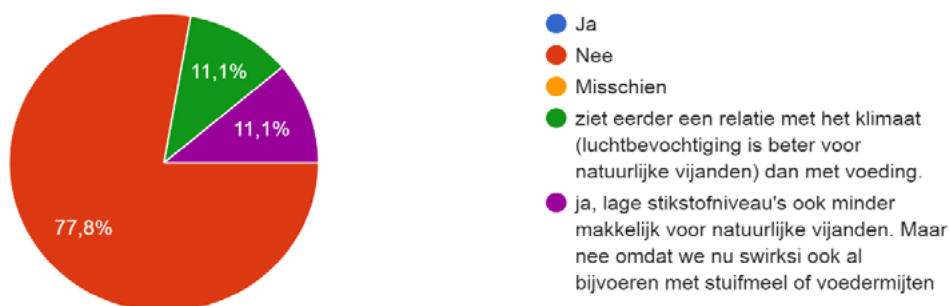 Ja
Nee
Misschien
ziet eerder een relatie met het klimaat
(luchtbevochtiging is beter voor
natuurlijke vijanden) dan met voeding.
ja, lage stikstofniveau's ook minder
makkelijk voor natuurlijke vijanden. Maar
nee omdat we nu swirksi ook al
bijvoeren met stuifmeel of voedermijten
11,1%
11,1%
77,8%